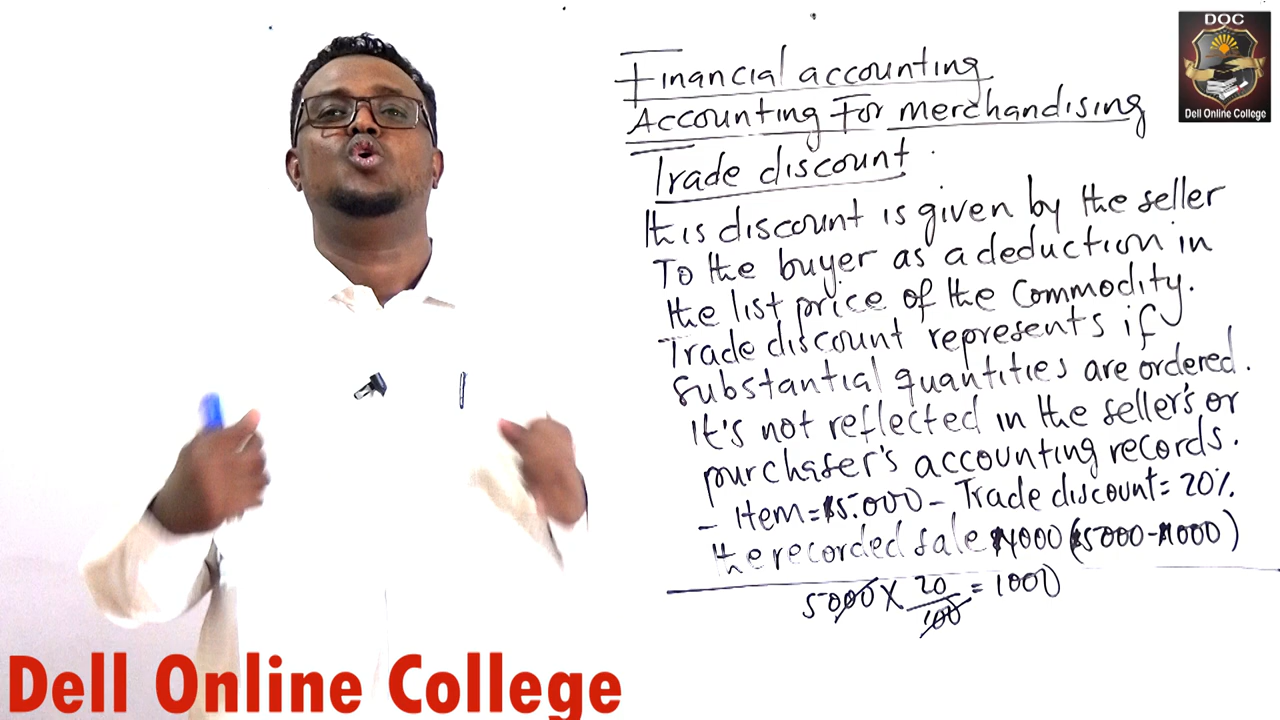 Financial accounting
Accounting For merchandising
Trade discount.
this discount is given by the seller
To the buyer as a deduction in
the list price of the commodity.
Trade discount represents if
substantial quantities are ordered.
It's not reflected in the seller's or
purchaser's accounting records.
- Item = $5.000 - Trade discount = 20%.
the recorded sale $4000 ($5000-$1000)
5000 X 20/100 = 1000
DOC
Dell Online College
Dell Online College